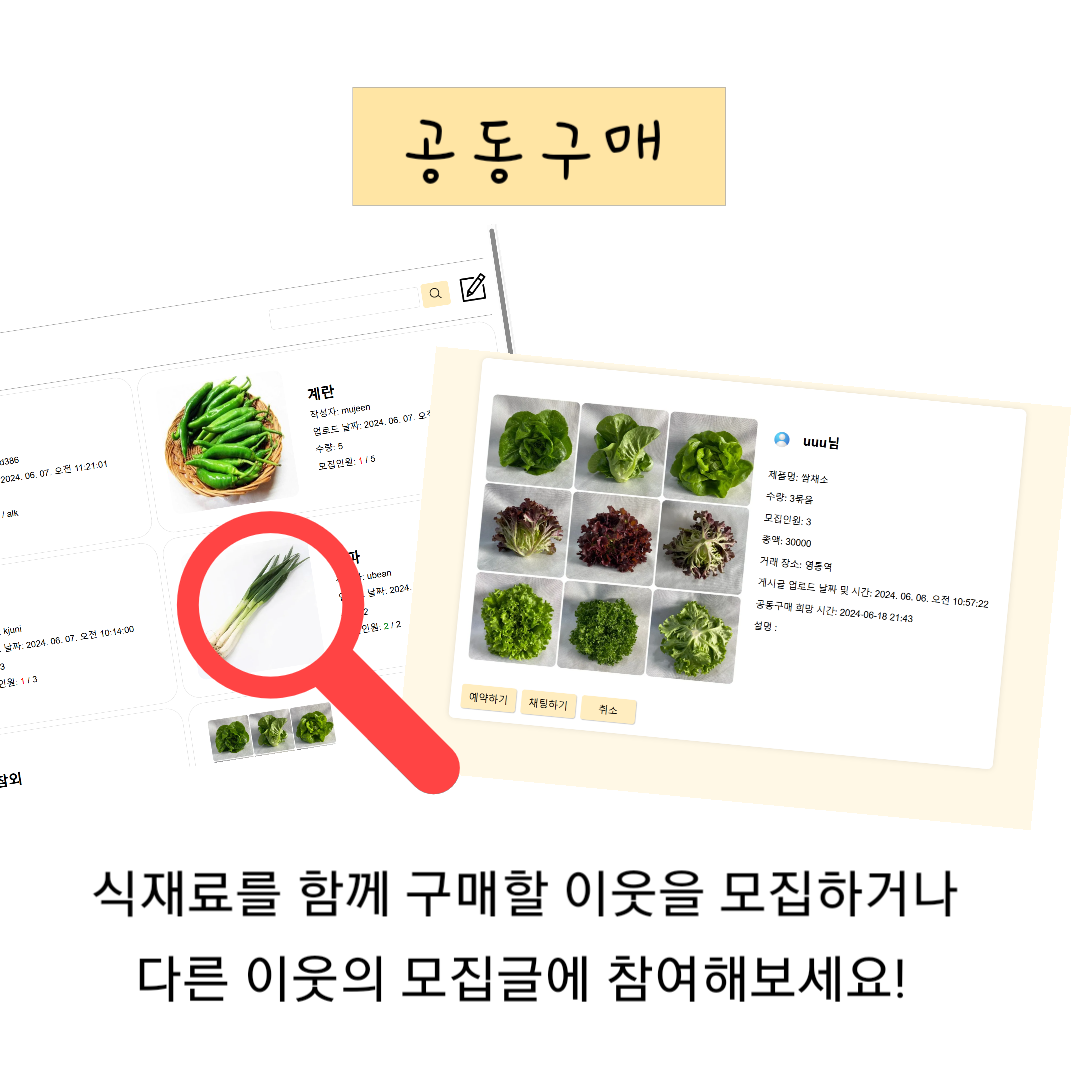 공동구매
계란
작성자: mujeen
업로드 날짜: 2024. 06. 07. 오전
수량: 5
모집인원: 1 / 5
d386
2024. 06. 07. 오전 11:21:01
/ alk
파
: ubean
날짜: 2024.
2
인원: 2 / 2
kjuni
날짜: 2024. 06. 07. 오전 10:14:00
3
인원: 1 / 3
참외
uuu님
제품명: 쌈채소
수량: 3묶음
모집인원: 3
총액: 30000
거래 장소: 영통역
게시글 업로드 날짜 및 시간: 2024. 06. 06. 오전 10:57:22
공동구매 희망 시간: 2024-06-18 21:43
설명 :
예약하기 채팅하기 취소
식재료를 함께 구매할 이웃을 모집하거나
다른 이웃의 모집글에 참여해보세요!